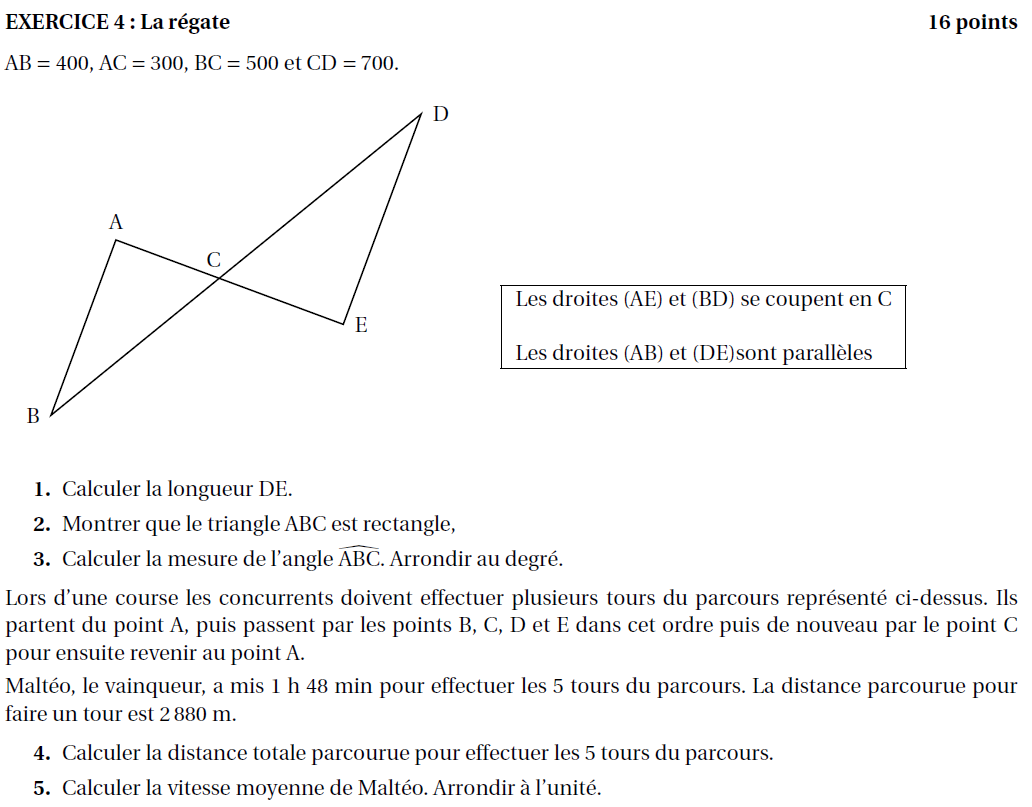 EXERCICE 4 : La régate 16 points
AB = 400, AC = 300, BC = 500 et CD = 700.
D
A
C
E
B
Les droites (AE) et (BD) se coupent en C
Les droites (AB) et (DE)sont parallèles
1. Calculer la longueur DE.
2. Montrer que le triangle ABC est rectangle,
3. Calculer la mesure de l'angle \widehat{ABC}. Arrondir au degré.
Lors d'une course les concurrents doivent effectuer plusieurs tours du parcours représenté ci-dessus. Ils
partent du point A, puis passent par les points B, C, D et E dans cet ordre puis de nouveau par le point C
pour ensuite revenir au point A.
Maltéo, le vainqueur, a mis 1 h 48 min pour effectuer les 5 tours du parcours. La distance parcourue pour
faire un tour est 2 880 m.
4. Calculer la distance totale parcourue pour effectuer les 5 tours du parcours.
5. Calculer la vitesse moyenne de Maltéo. Arrondir à l'unité.